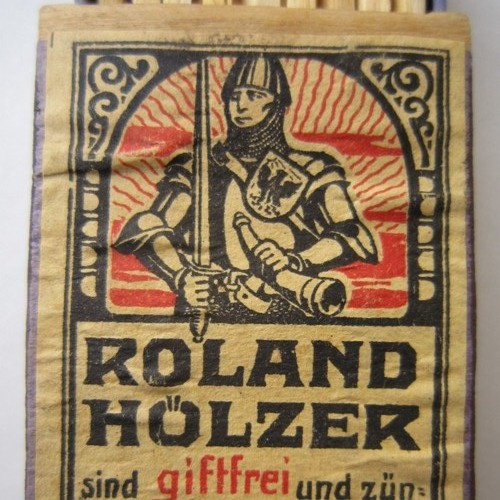 ROLAND
HÖLZER
sind giftfrei und zün-